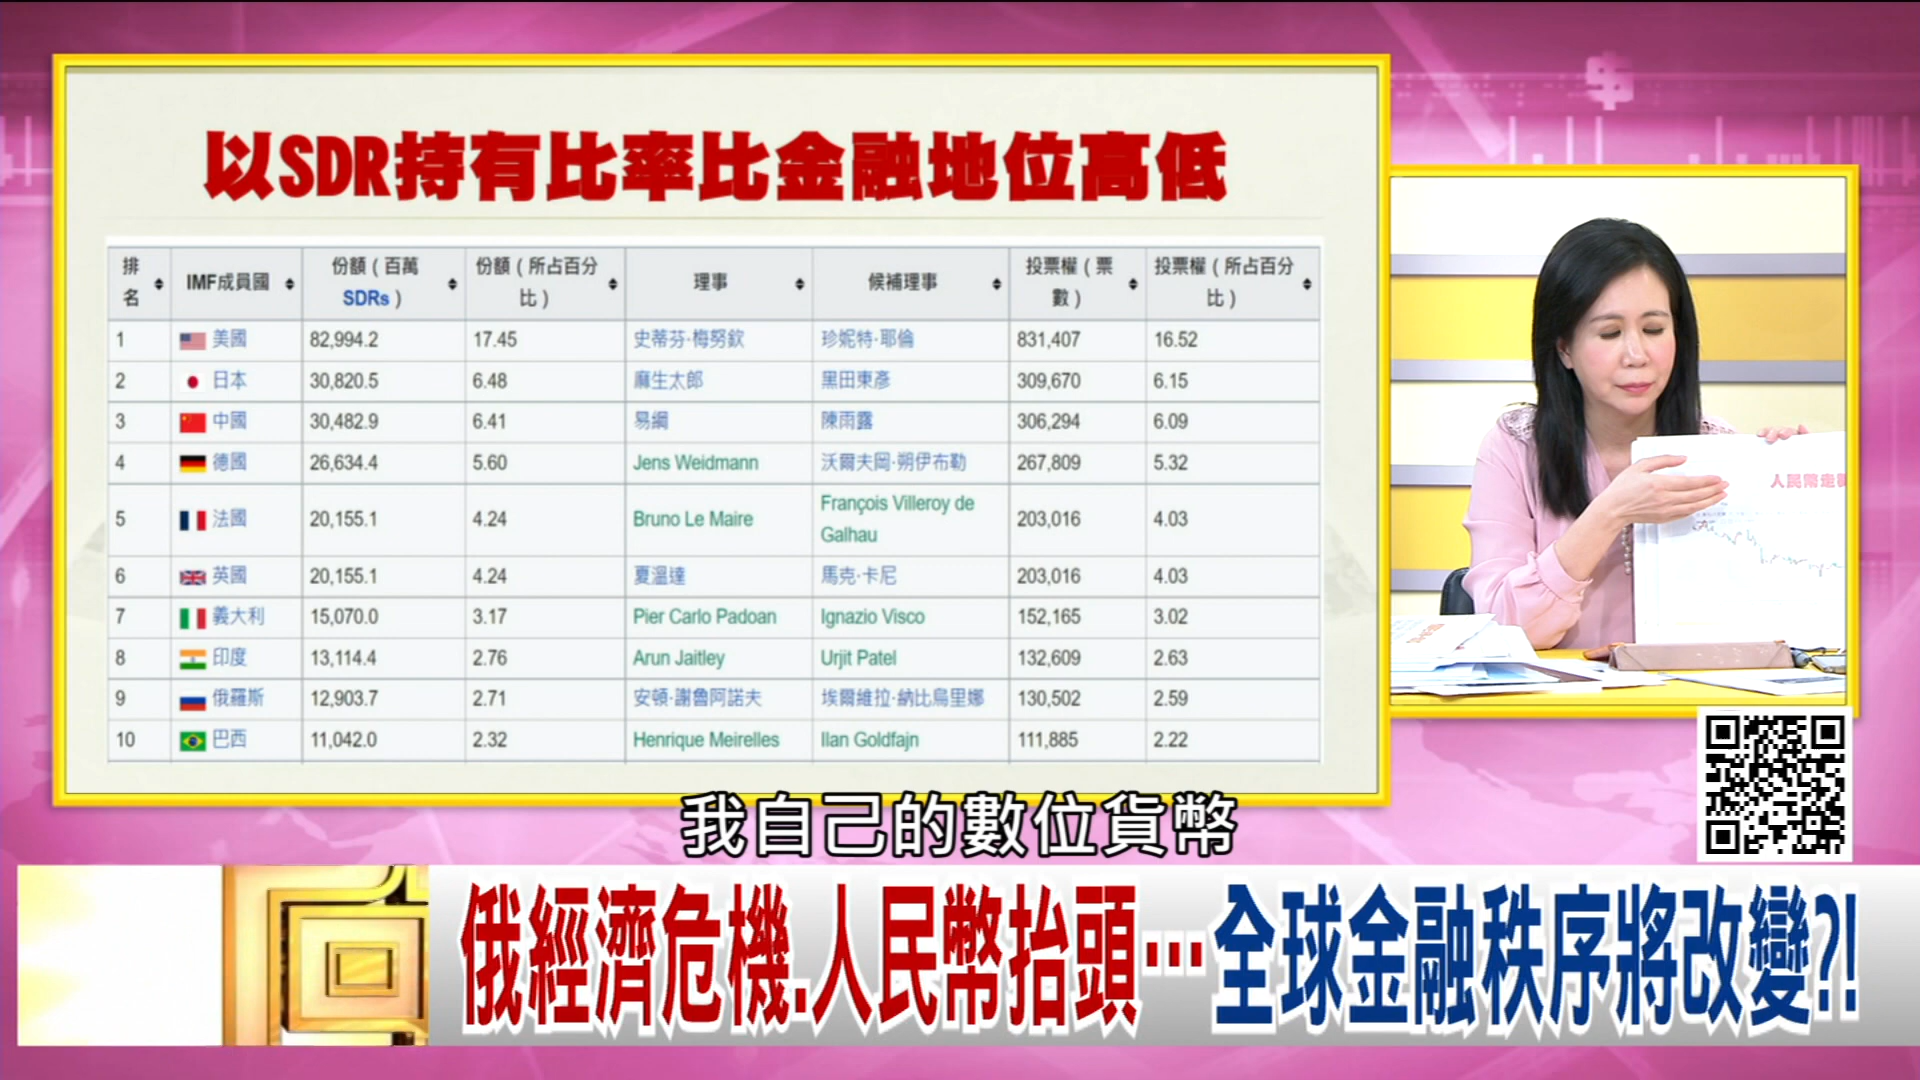 以SDR持有比率比金融地位高低
排名 IMF成員國 份額（百萬SDRs） 份額（所占百分比） 理事 候補理事 投票權（票數） 投票權（所占百分比）
1 美國 82,994.2 17.45 史蒂芬·梅努欽 珍妮特·耶倫 831,407 16.52
2 日本 30,820.5 6.48 麻生太郎 黑田東彥 309,670 6.15
3 中國 30,482.9 6.41 易綱 陳雨露 306,294 6.09
4 德國 26,634.4 5.60 Jens Weidmann 沃爾夫岡·朔伊布勒 267,809 5.32
5 法國 20,155.1 4.24 Bruno Le Maire François Villeroy de Galhau 203,016 4.03
6 英國 20,155.1 4.24 夏溫達 馬克·卡尼 203,016 4.03
7 義大利 15,070.0 3.17 Pier Carlo Padoan Ignazio Visco 152,165 3.02
8 印度 13,114.4 2.76 Arun Jaitley Urjit Patel 132,609 2.63
9 俄羅斯 12,903.7 2.71 安頓·謝魯阿諾夫 埃爾維拉·納比烏里娜 130,502 2.59
10 巴西 11,042.0 2.32 Henrique Meirelles Ilan Goldfajn 111,885 2.22
人民幣走
我自己的數位貨幣
俄經濟危機.人民幣抬頭…全球金融秩序將改變?!